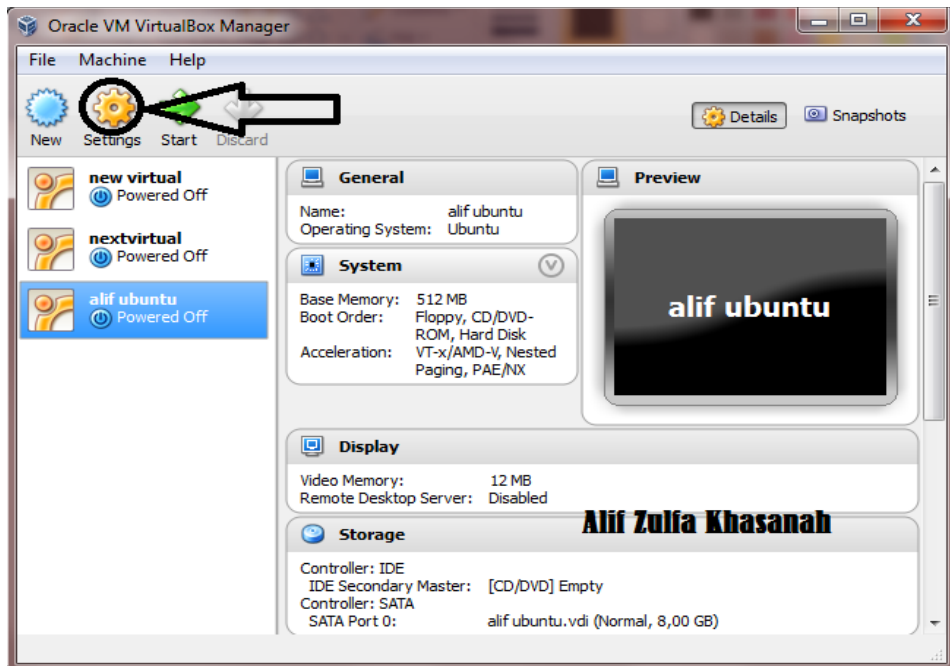 Oracle VM VirtualBox Manager
File Machine Help
New Settings Start Discard
Details Snapshots
new virtual
Powered Off
nextvirtual
Powered Off
alif ubuntu
Powered Off
General
Name: alif ubuntu
Operating System: Ubuntu
System
Base Memory: 512 MB
Boot Order: Floppy, CD/DVD-
ROM, Hard Disk
Acceleration: VT-x/AMD-V, Nested
Paging, PAE/NX
Preview
alif ubuntu
Display
Video Memory: 12 MB
Remote Desktop Server: Disabled
Alif Zulfa Khasanah
Storage
Controller: IDE
IDE Secondary Master: [CD/DVD] Empty
Controller: SATA
SATA Port 0: alif ubuntu.vdi (Normal, 8,00 GB)